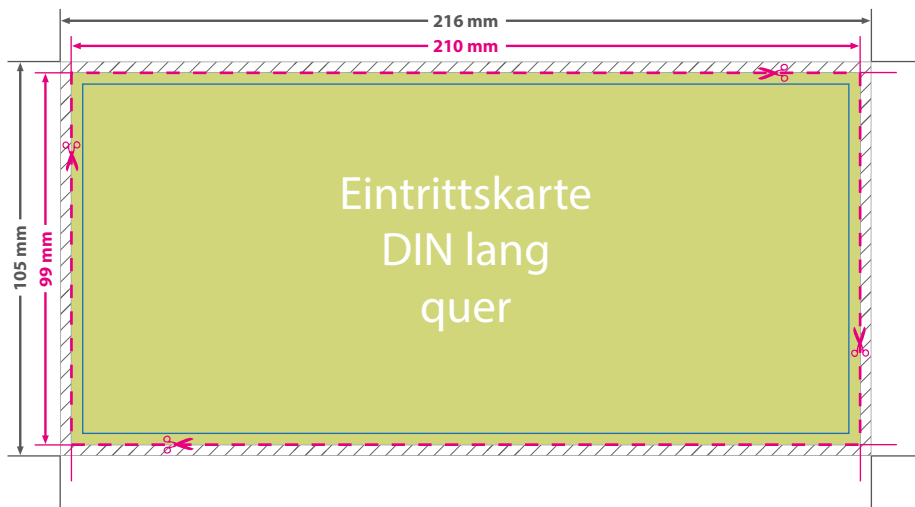 216 mm
210 mm
105 mm
99 mm
Eintrittskarte
DIN lang
quer